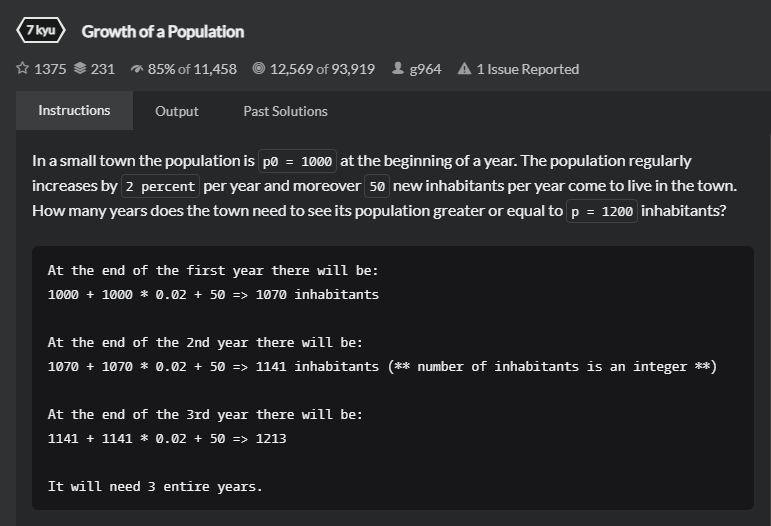 7 kyu Growth of a Population
1375 231 85% of 11,458 12,569 of 93,919 g964 1 Issue Reported
Instructions Output Past Solutions
In a small town the population is p0 = 1000 at the beginning of a year. The population regularly
increases by 2 percent per year and moreover 50 new inhabitants per year come to live in the town.
How many years does the town need to see its population greater or equal to p = 1200 inhabitants?
At the end of the first year there will be:
1000 + 1000 * 0.02 + 50 => 1070 inhabitants
At the end of the 2nd year there will be:
1070 + 1070 * 0.02 + 50 => 1141 inhabitants (** number of inhabitants is an integer **)
At the end of the 3rd year there will be:
1141 + 1141 * 0.02 + 50 => 1213
It will need 3 entire years.